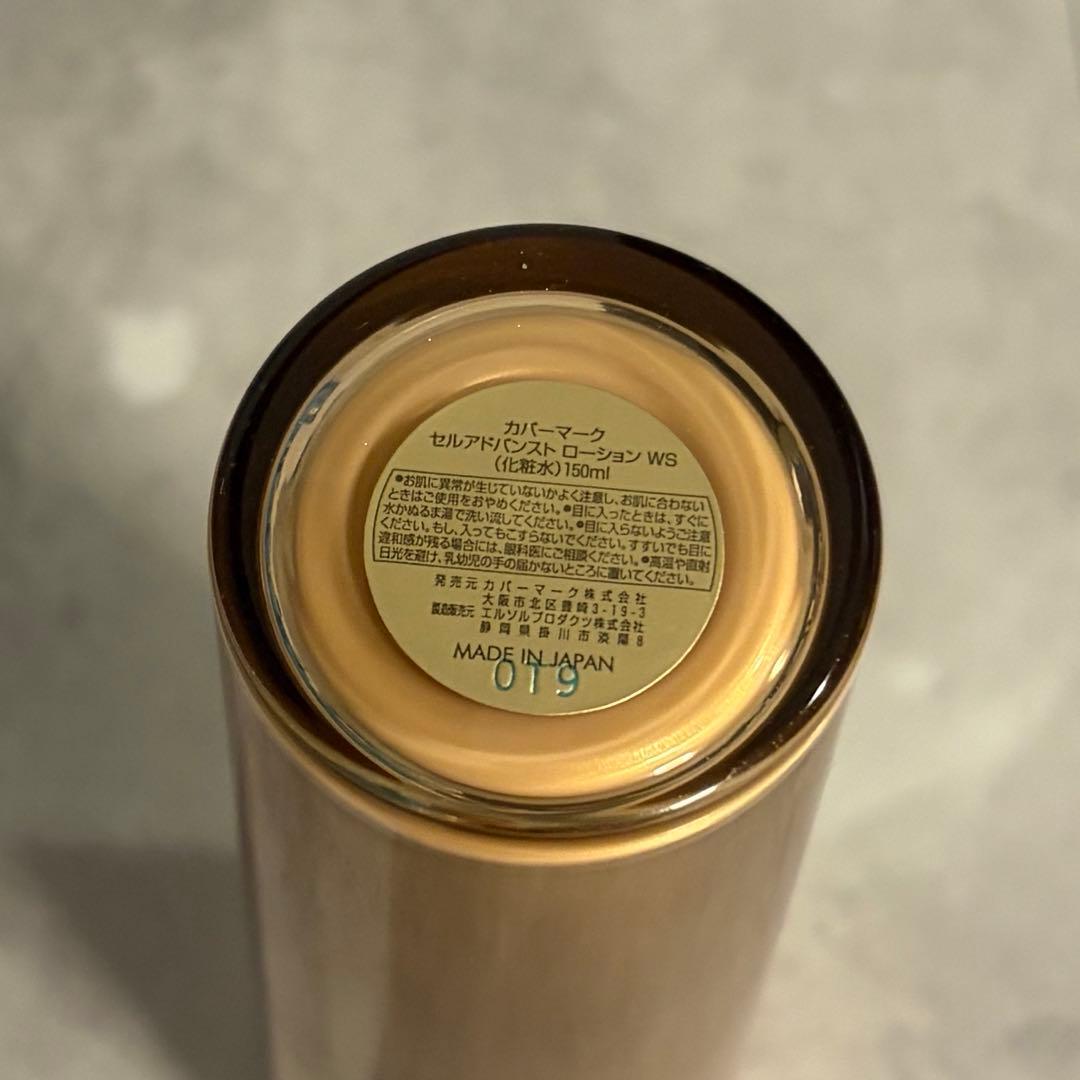 カバーマーク
セルアドバンスト ローション WS
(化粧水)150ml
●お肌に異常が生じていないかよく注意し、お肌に合わない
ときはご使用をおやめください。●目に入ったときは、すぐに
水かぬるま湯で洗い流してください。●目に入らないようご注意
ください。もし、入ってもこすらないでください。すすいでも目に
違和感が残る場合には、眼科医にご相談ください。●高温や直射
日光を避け、乳幼児の手の届かないところに置いてください。
発売元 カバーマーク株式会社
大阪市北区豊崎3-19-3
製造販売元 エルソルプロダクツ株式会社
静岡県掛川市淡陽8
MADE IN JAPAN
0T9